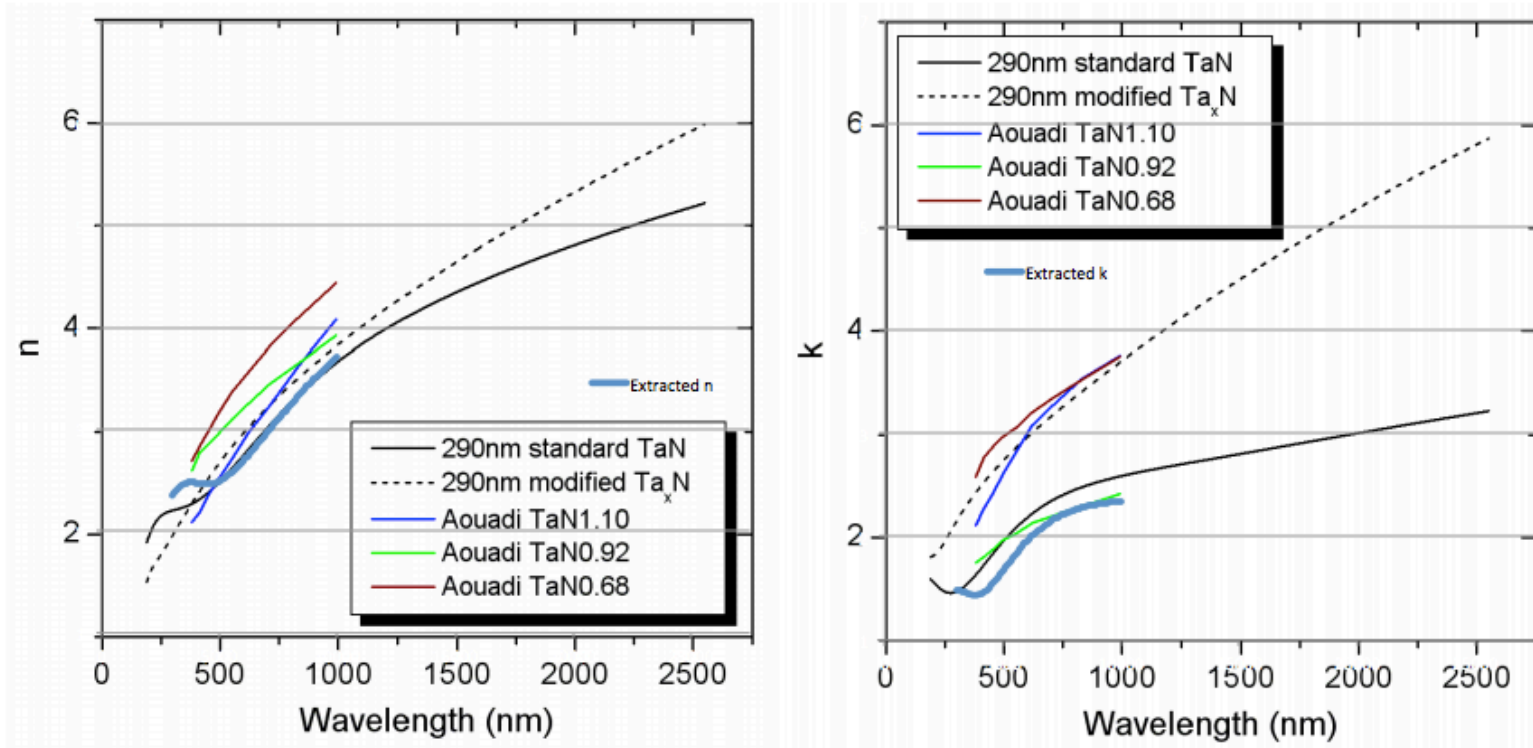 6
4
2
n
Extracted n
290nm standard TaN
290nm modified TaxN
Aouadi TaN1.10
Aouadi TaN0.92
Aouadi TaN0.68
0 500 1000 1500 2000 2500
Wavelength (nm)
290nm standard TaN
290nm modified TaxN
Aouadi TaN1.10
Aouadi TaN0.92
Aouadi TaN0.68
Extracted k
6
4
2
k
0 500 1000 1500 2000 2500
Wavelength (nm)